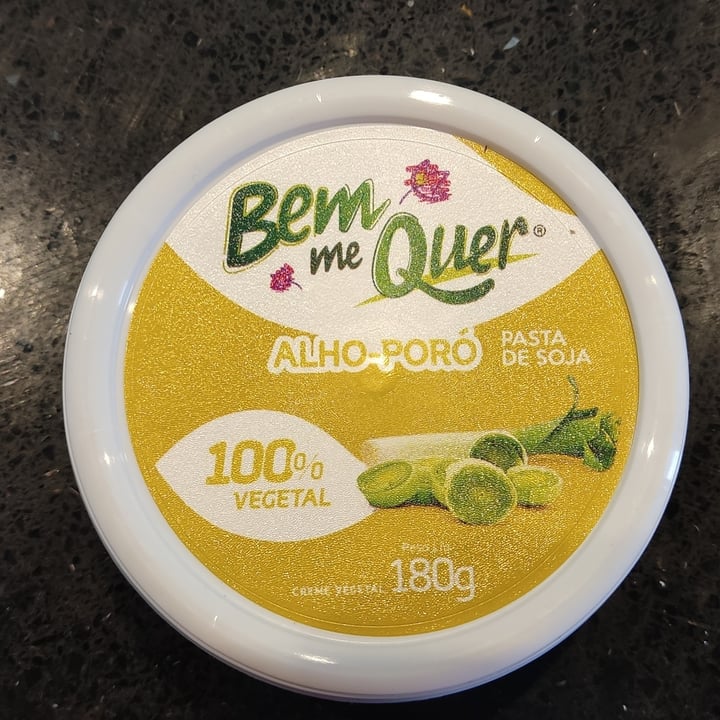 Bem
me Quer®
ALHO-PORÓ
PASTA
DE SOJA
100%
VEGETAL
CREME VEGETAL 180g